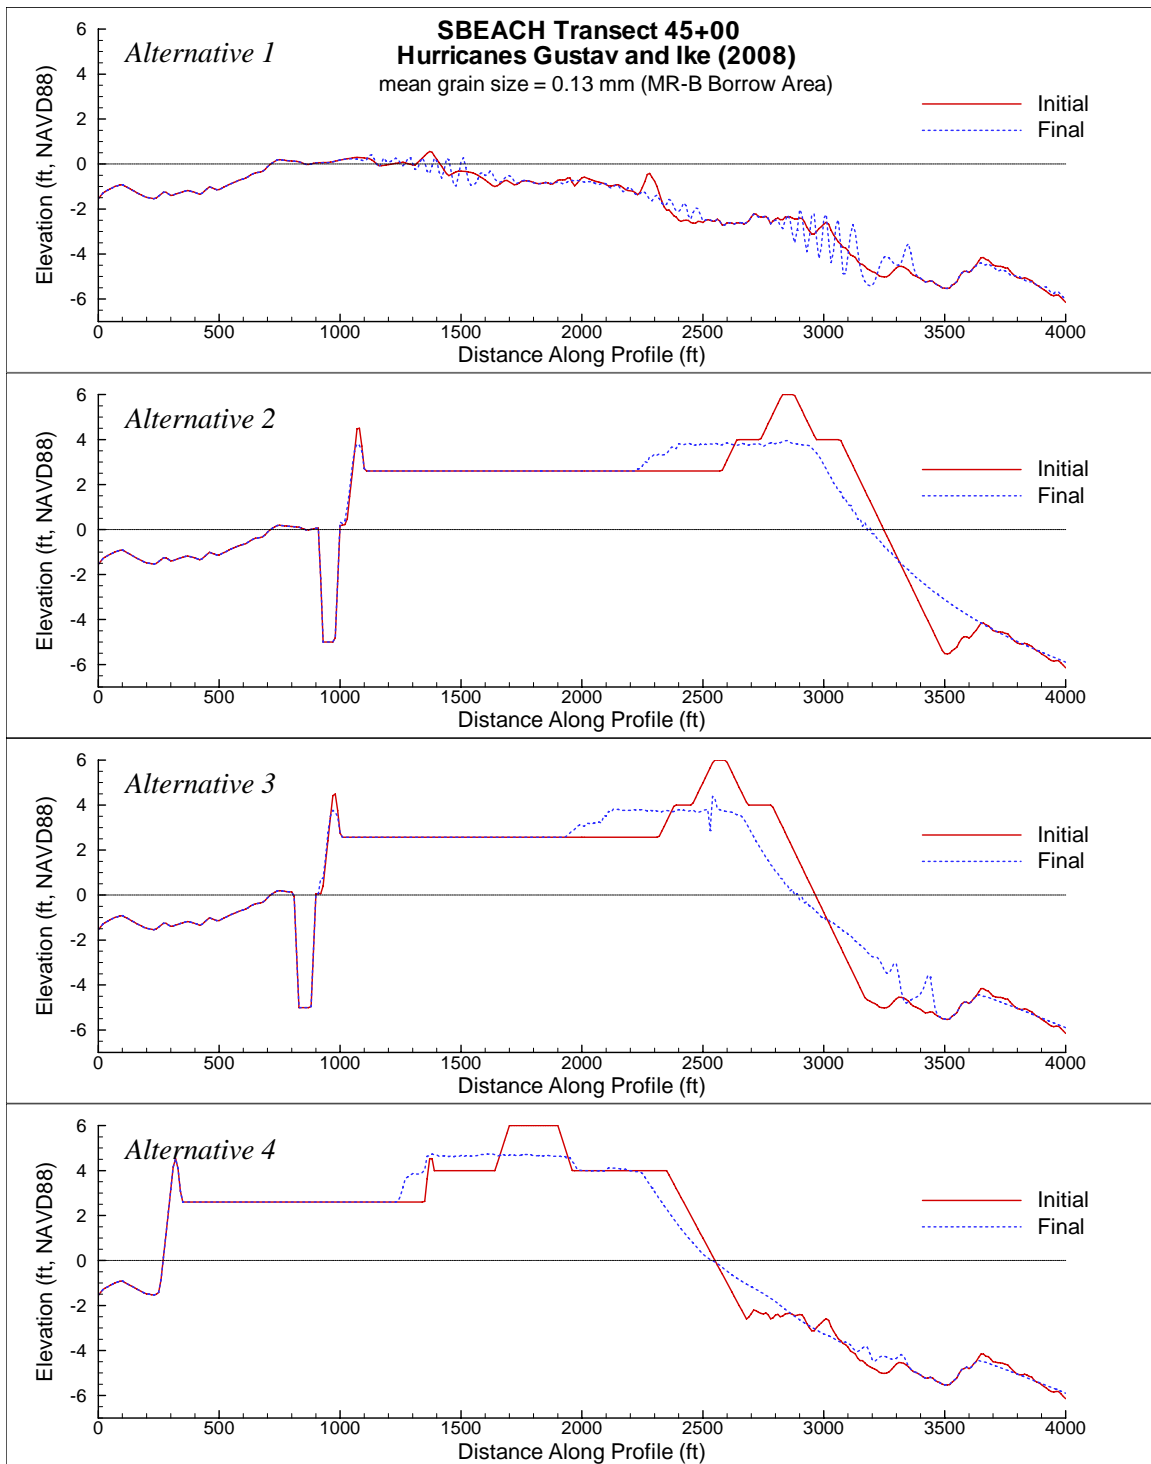 SBEACH Transect 45+00
Hurricanes Gustav and Ike (2008)
mean grain size = 0.13 mm (MR-B Borrow Area)
Alternative 1
Initial
Final
Elevation (ft, NAVD88)
6
4
2
0
-2
-4
-6
0 500 1000 1500 2000 2500 3000 3500 4000
Distance Along Profile (ft)
Alternative 2
Initial
Final
Elevation (ft, NAVD88)
6
4
2
0
-2
-4
-6
0 500 1000 1500 2000 2500 3000 3500 4000
Distance Along Profile (ft)
Alternative 3
Initial
Final
Elevation (ft, NAVD88)
6
4
2
0
-2
-4
-6
0 500 1000 1500 2000 2500 3000 3500 4000
Distance Along Profile (ft)
Alternative 4
Initial
Final
Elevation (ft, NAVD88)
6
4
2
0
-2
-4
-6
0 500 1000 1500 2000 2500 3000 3500 4000
Distance Along Profile (ft)